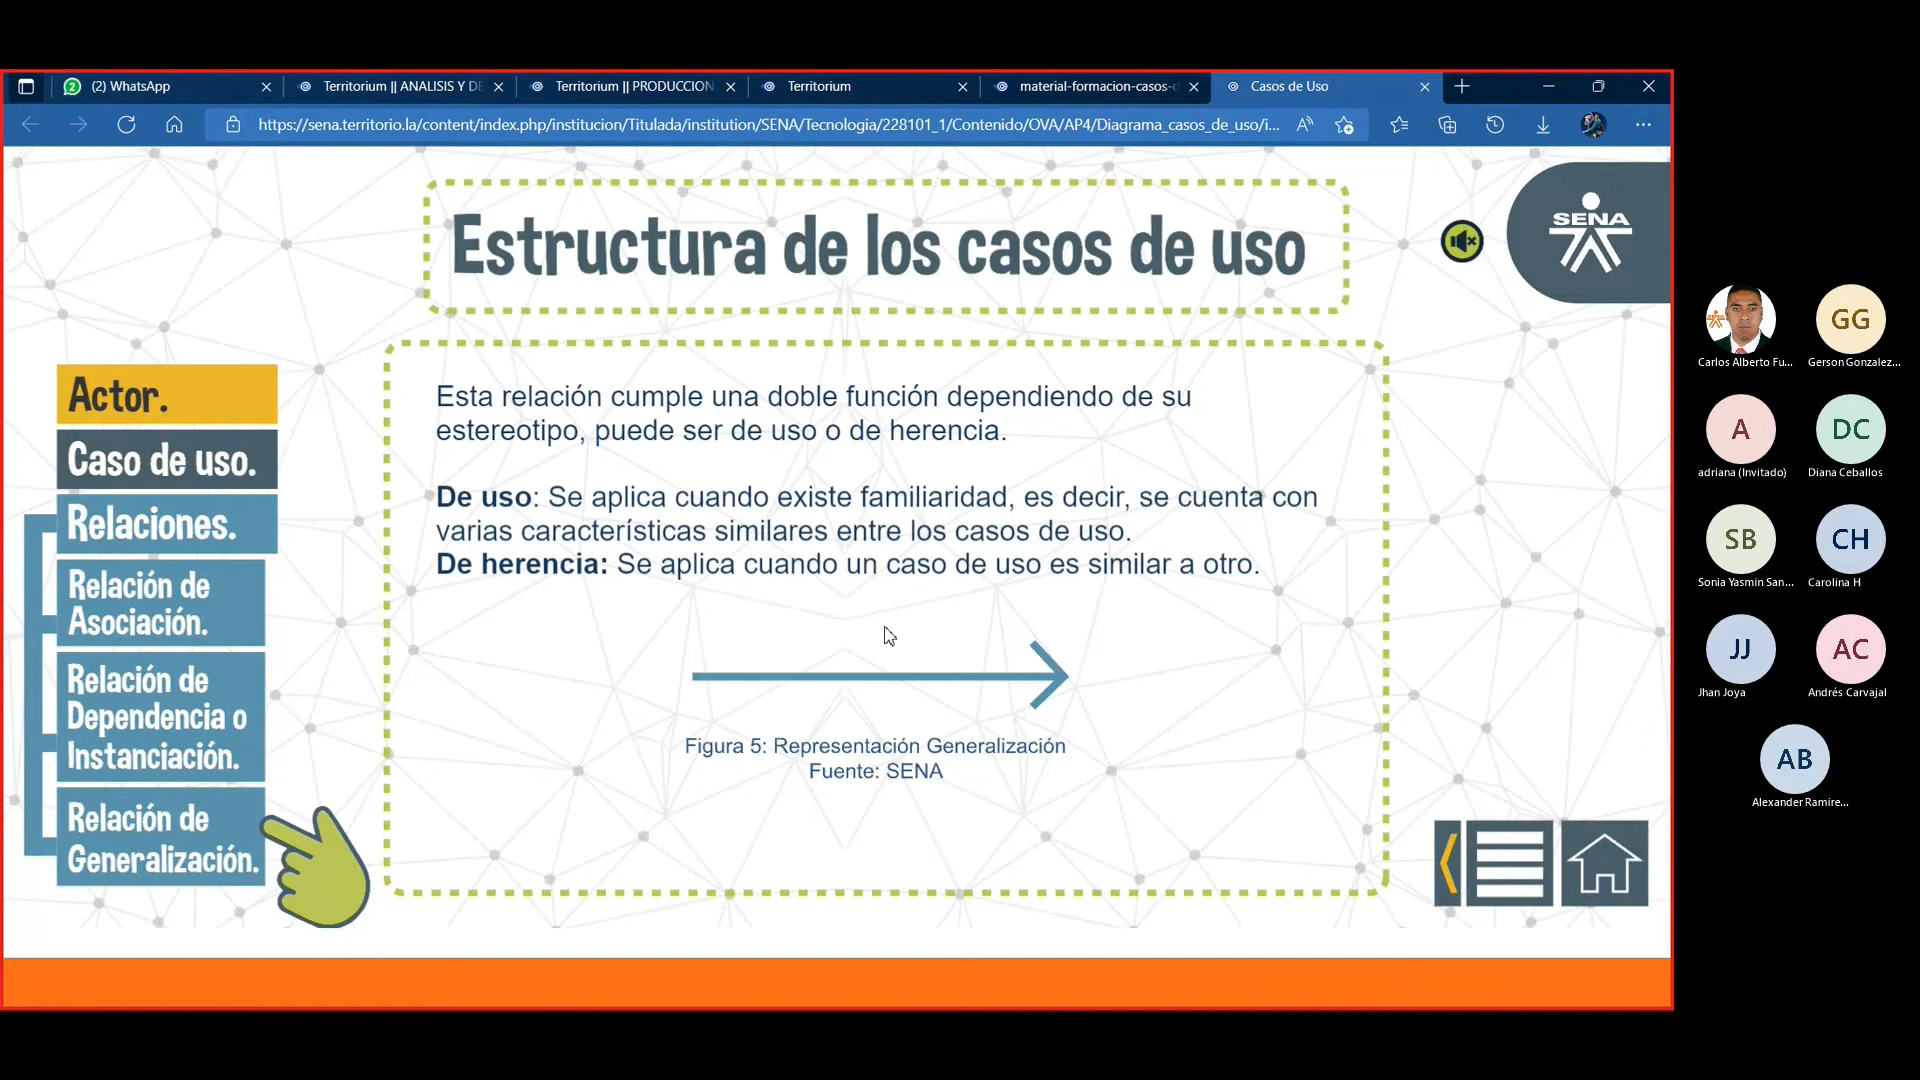 (2) WhatsApp
Territorium || ANALISIS Y DE
Territorium || PRODUCCION
Territorium
material-formacion-casos-d
Casos de Uso
https://sena.territorio.la/content/index.php/institucion/Titulada/institution/SENA/Tecnologia/228101_1/Contenido/OVA/AP4/Diagrama_casos_de_uso/i...
Estructura de los casos de uso
SENA
Actor.
Caso de uso.
Relaciones.
Relación de
Asociación.
Relación de
Dependencia o
Instanciación.
Relación de
Generalización.
Esta relación cumple una doble función dependiendo de su
estereotipo, puede ser de uso o de herencia.
De uso: Se aplica cuando existe familiaridad, es decir, se cuenta con
varias características similares entre los casos de uso.
De herencia: Se aplica cuando un caso de uso es similar a otro.
Figura 5: Representación Generalización
Fuente: SENA
Carlos Alberto Fu...
GG
Gerson Gonzalez...
A
adriana (Invitado)
DC
Diana Ceballos
SB
Sonia Yasmin San...
CH
Carolina H
JJ
Jhan Joya
AC
Andrés Carvajal
AB
Alexander Ramire...